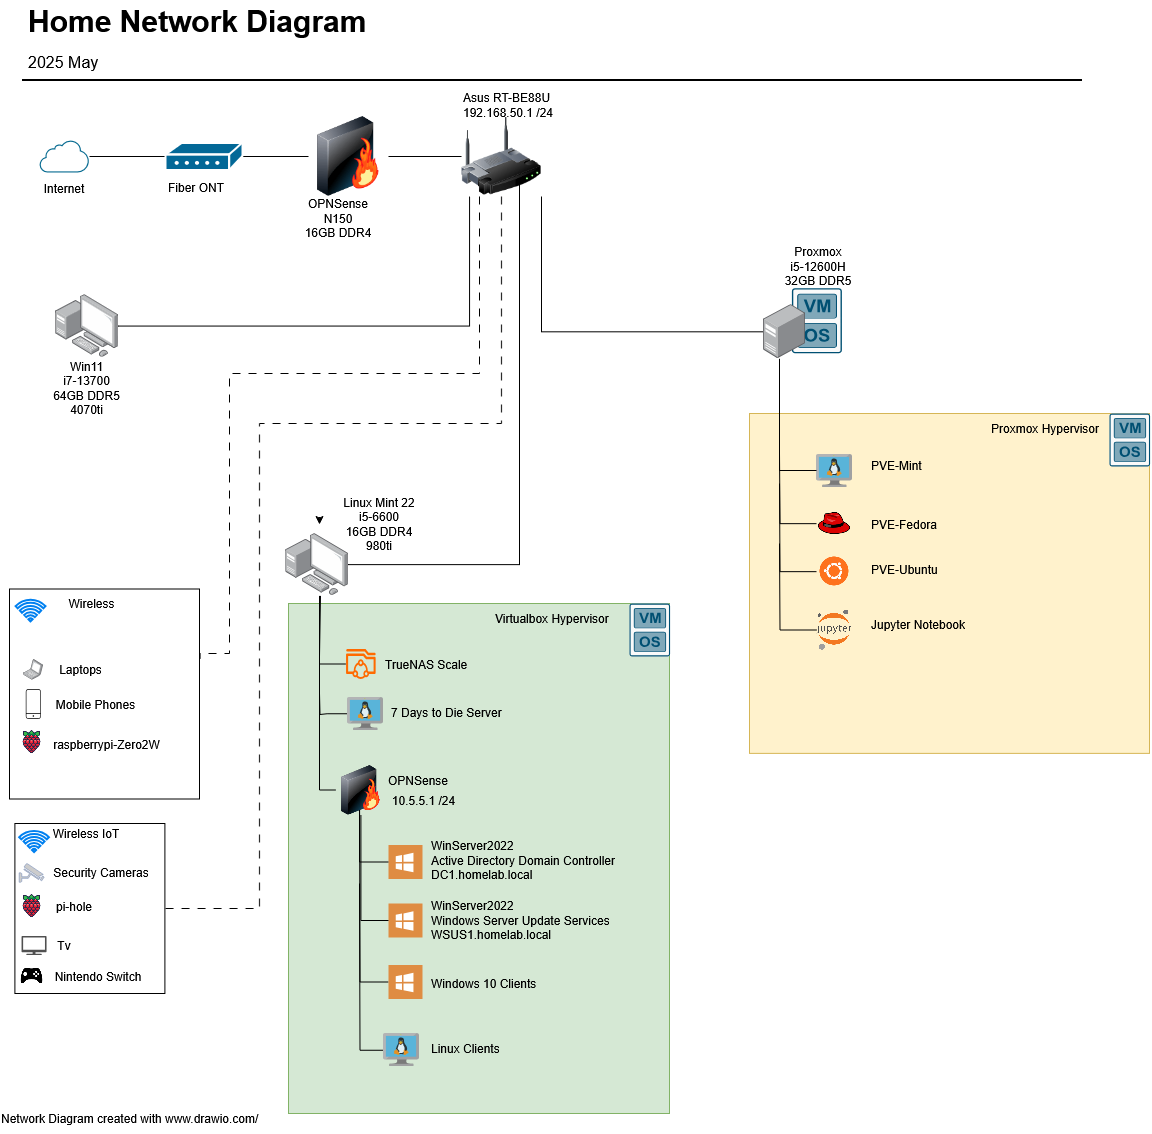 Home Network Diagram
2025 May
Asus RT-BE88U
192.168.50.1 /24
Internet
Fiber ONT
OPNSense
N150
16GB DDR4
Proxmox
i5-12600H
32GB DDR5
VM
OS
Win11
i7-13700
64GB DDR5
4070ti
Proxmox Hypervisor
VM
OS
PVE-Mint
PVE-Fedora
PVE-Ubuntu
jupyter
Jupyter Notebook
Linux Mint 22
i5-6600
16GB DDR4
980ti
Wireless
Laptops
Mobile Phones
raspberrypi-Zero2W
Virtualbox Hypervisor
VM
OS
TrueNAS Scale
7 Days to Die Server
OPNSense
10.5.5.1 /24
WinServer2022
Active Directory Domain Controller
DC1.homelab.local
WinServer2022
Windows Server Update Services
WSUS1.homelab.local
Windows 10 Clients
Linux Clients
Wireless IoT
Security Cameras
pi-hole
Tv
Nintendo Switch
Network Diagram created with www.drawio.com/